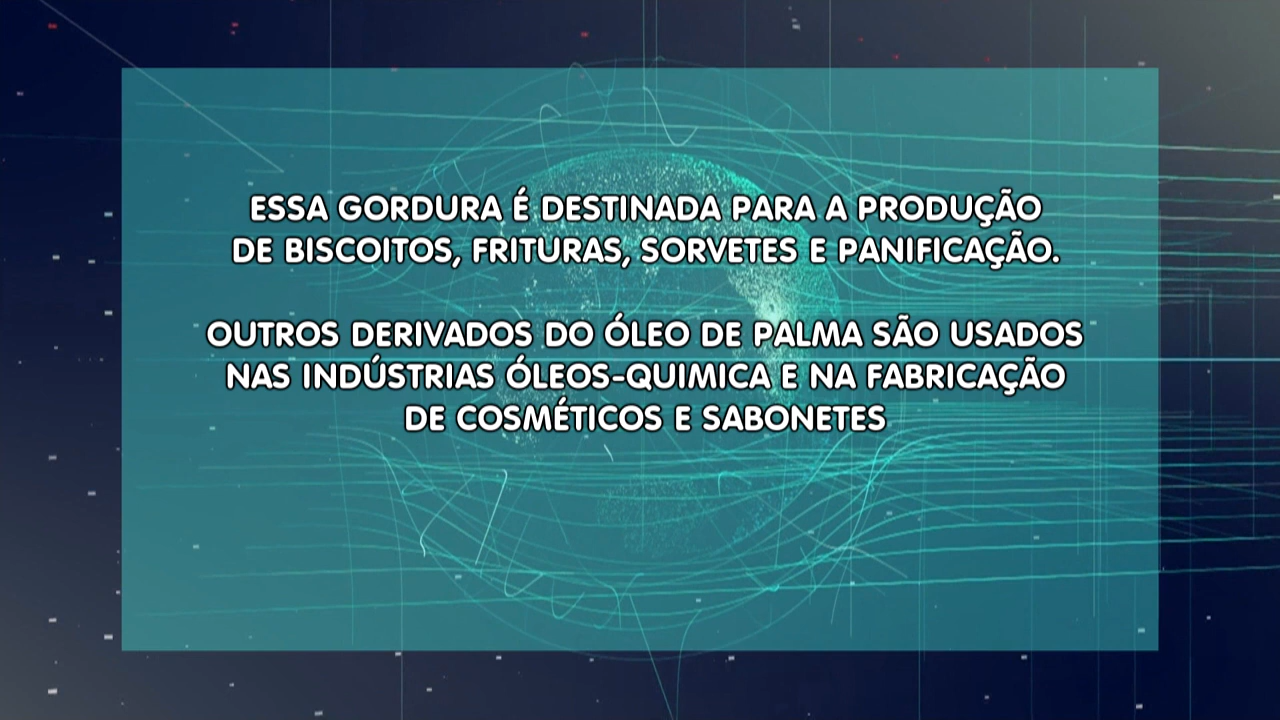 ESSA GORDURA É DESTINADA PARA A PRODUÇÃO
DE BISCOITOS, FRITURAS, SORVETES E PANIFICAÇÃO.
OUTROS DERIVADOS DO ÓLEO DE PALMA SÃO USADOS
NAS INDÚSTRIAS ÓLEOS-QUIMICA E NA FABRICAÇÃO
DE COSMÉTICOS E SABONETES